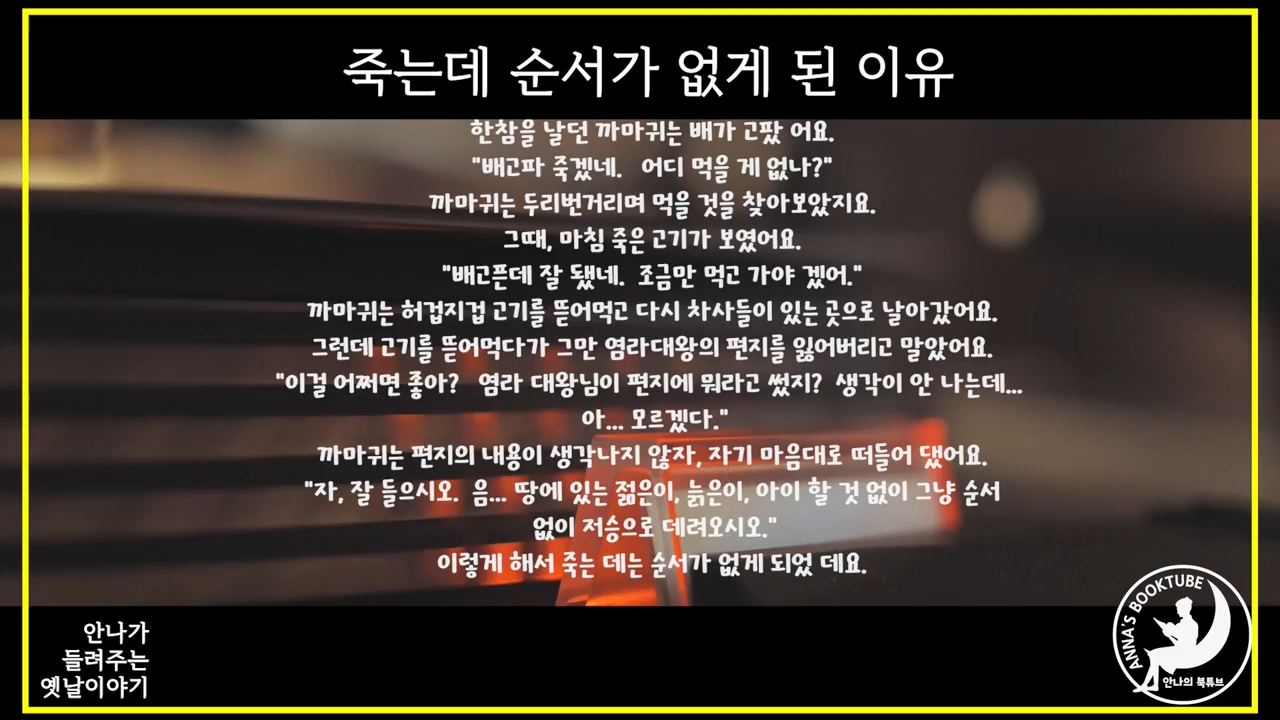 죽는데 순서가 없게 된 이유
한참을 날던 까마귀는 배가 고팠 어요.
"배고파 죽겠네. 어디 먹을 게 없나?"
까마귀는 두리번거리며 먹을 것을 찾아보았지요.
그때, 마침 죽은 고기가 보였어요.
"배고픈데 잘 됐네. 조금만 먹고 가야 겠어."
까마귀는 허겁지겁 고기를 뜯어먹고 다시 차사들이 있는 곳으로 날아갔어요.
그런데 고기를 뜯어먹다가 그만 염라대왕의 편지를 잃어버리고 말았어요.
"이걸 어쩌면 좋아? 염라 대왕님이 편지에 뭐라고 썼지? 생각이 안 나는데...
아... 모르겠다."
까마귀는 편지의 내용이 생각나지 않자, 자기 마음대로 떠들어 댔어요.
"자, 잘 들으시오. 음... 땅에 있는 젊은이, 늙은이, 아이 할 것 없이 그냥 순서
없이 저승으로 데려오시오."
이렇게 해서 죽는 데는 순서가 없게 되었 데요.
안나가
들려주는
옛날이야기
ANNA'S BOOKTUBE
안나의 북튜브